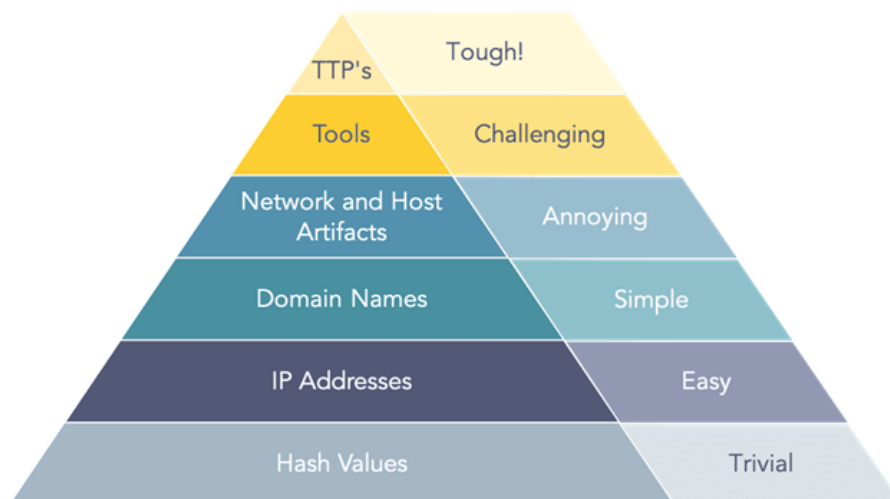 TTP's
Tough!
Tools
Challenging
Network and Host
Artifacts
Annoying
Domain Names
Simple
IP Addresses
Easy
Hash Values
Trivial